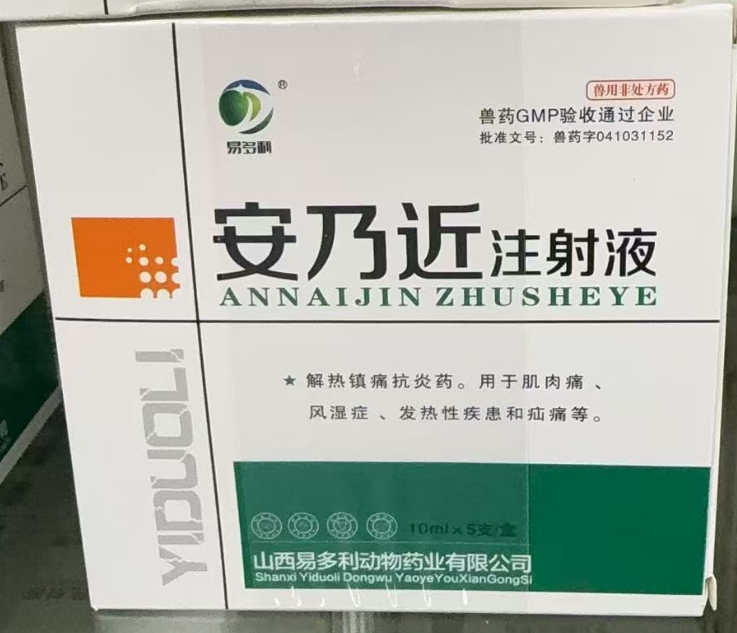 易多利
®
兽用非处方药
兽药GMP验收通过企业
批准文号：兽药字041031152
安乃近注射液
ANNAIJIN ZHUSHEYE
★ 解热镇痛抗炎药。用于肌肉痛、
风湿症、发热性疾患和疝痛等。
YIDUOLI
10ml×5支/盒
山西易多利动物药业有限公司
Shanxi Yiduoli Dongwu YaoyeYouXianGongSi